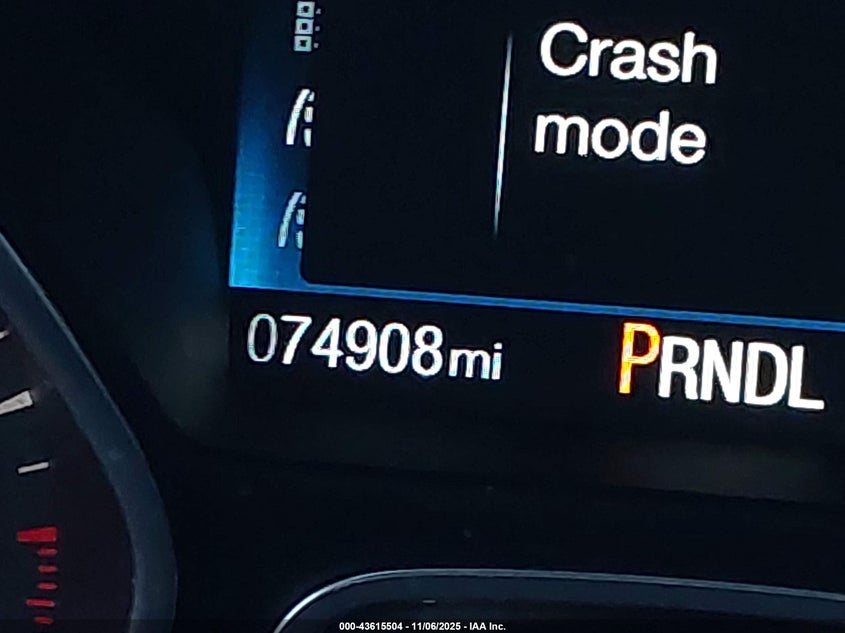 Crash
mode
074908mi
PRNDL
000-43615504 - 11/06/2025 - IAA Inc.